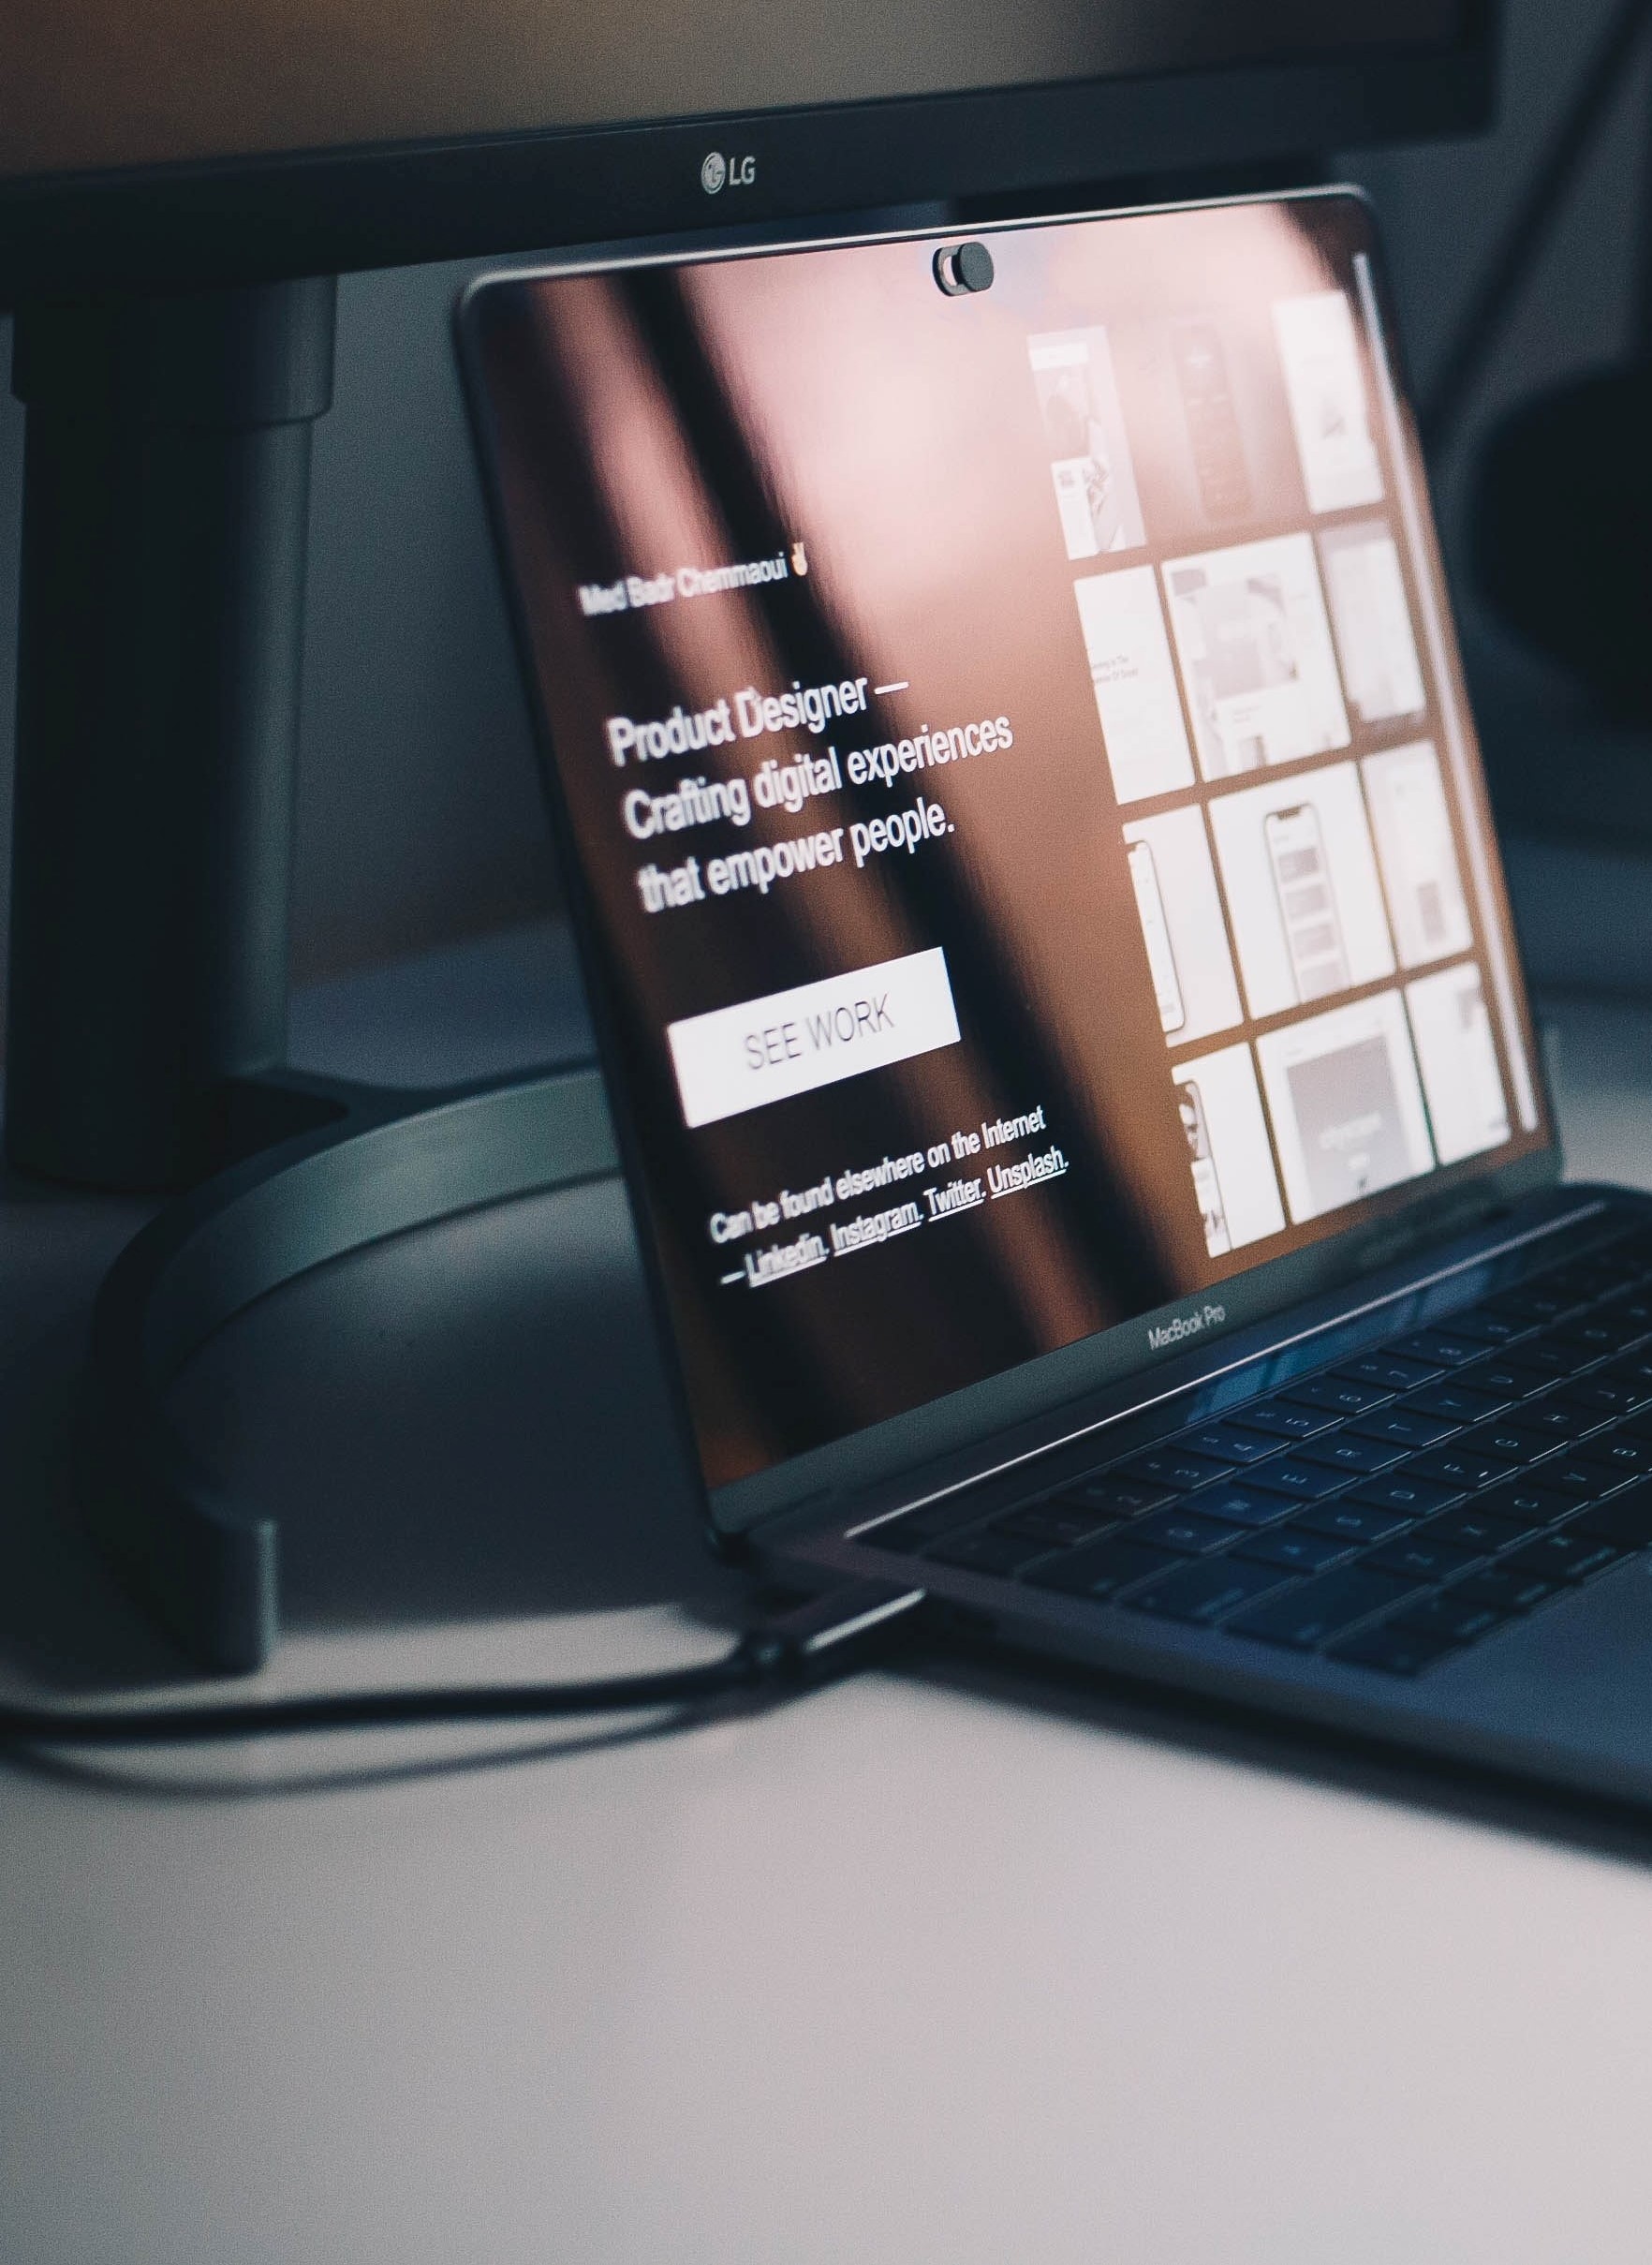 LG
Med Badr Chemmaoui ✌
Product Designer —
Crafting digital experiences
that empower people.
SEE WORK
Can be found elsewhere on the Internet
— Linkedin. Instagram. Twitter. Unsplash.
MacBook Pro